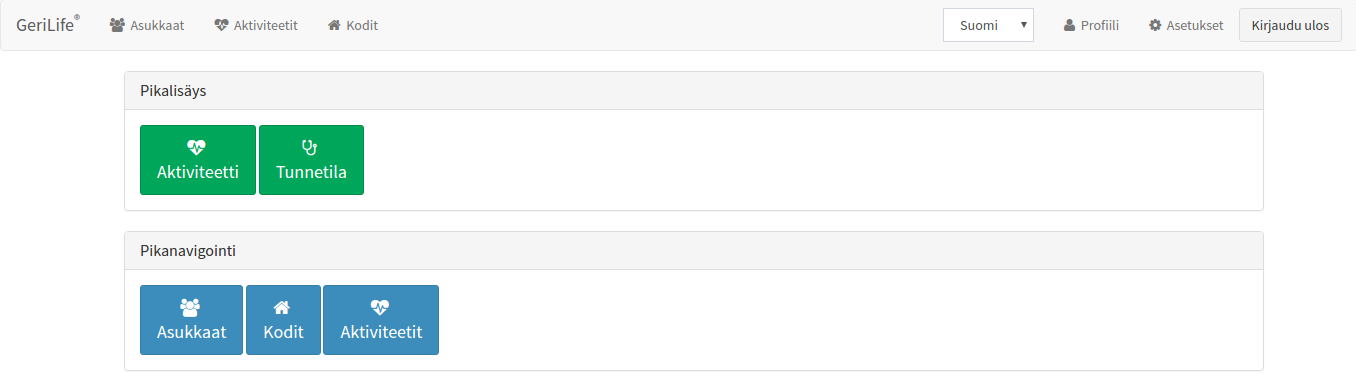 GeriLife® Asukkaat Aktiviteetit Kodit Suomi Profiili Asetukset Kirjaudu ulos
Pikalisäys
Aktiviteetti Tunnetila
Pikanavigointi
Asukkaat Kodit Aktiviteetit